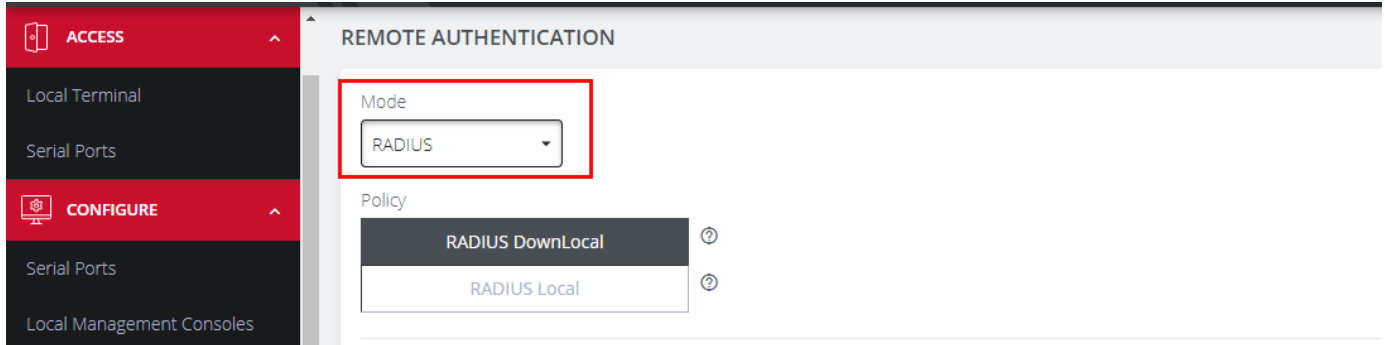 ACCESS
Local Terminal
Serial Ports
CONFIGURE
Serial Ports
Local Management Consoles
REMOTE AUTHENTICATION
Mode
RADIUS
Policy
RADIUS DownLocal
RADIUS Local